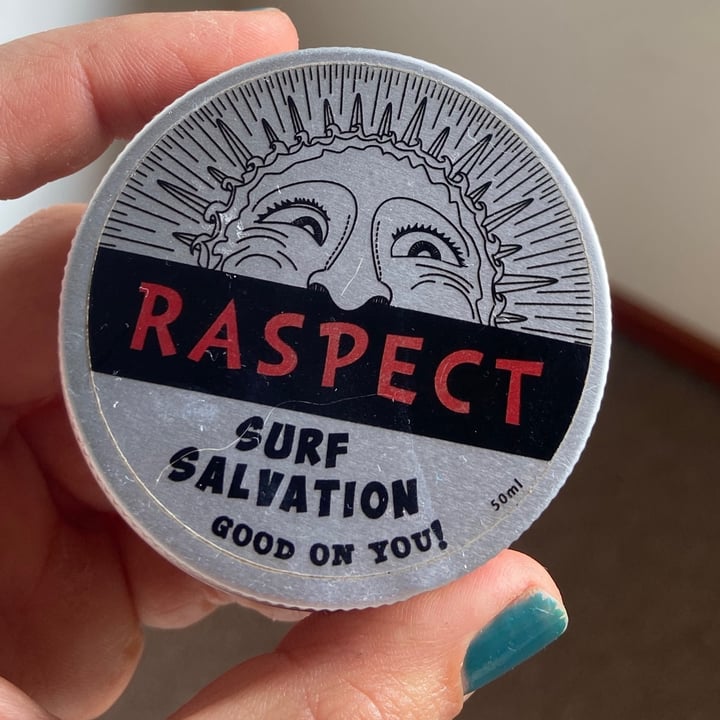 RASPECT
SURF
SALVATION
GOOD ON YOU!
50ml